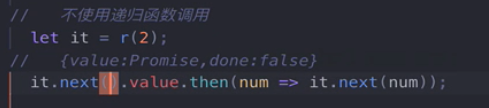 //  不使用递归函数调用
let it = r(2);
//  {value:Promise,done:false}
it.next().value.then(num => it.next(num));